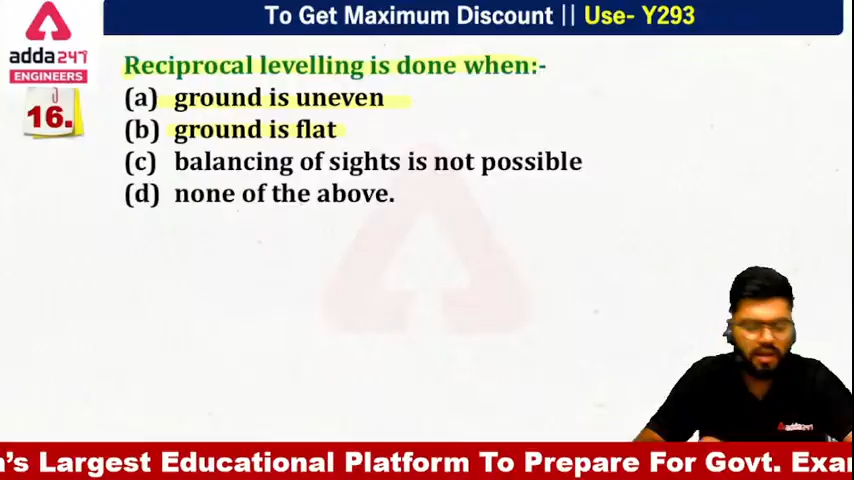 To Get Maximum Discount || Use- Y293
adda247
ENGINEERS
16.
Reciprocal levelling is done when:-
(a) ground is uneven
(b) ground is flat
(c) balancing of sights is not possible
(d) none of the above.
adda247
n's Largest Educational Platform To Prepare For Govt. Exa